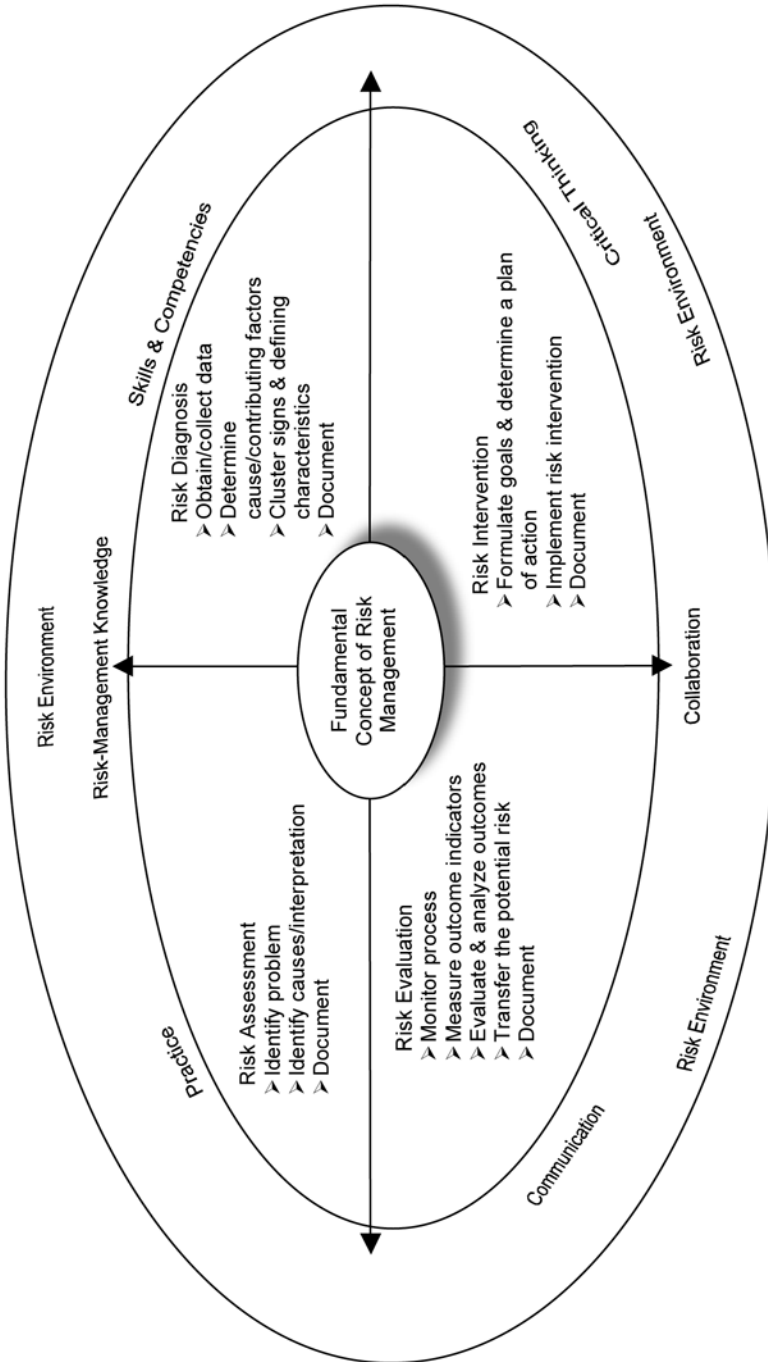 Risk Environment
Risk-Management Knowledge
Practice
Skills & Competencies
Risk Assessment
➢ Identify problem
➢ Identify causes/interpretation
➢ Document
Risk Diagnosis
➢ Obtain/collect data
➢ Determine
cause/contributing factors
➢ Cluster signs & defining
characteristics
➢ Document
Fundamental
Concept of Risk
Management
Risk Evaluation
➢ Monitor process
➢ Measure outcome indicators
➢ Evaluate & analyze outcomes
➢ Transfer the potential risk
➢ Document
Risk Intervention
➢ Formulate goals & determine a plan
of action
➢ Implement risk intervention
➢ Document
Communication
Collaboration
Critical Thinking
Risk Environment
Risk Environment